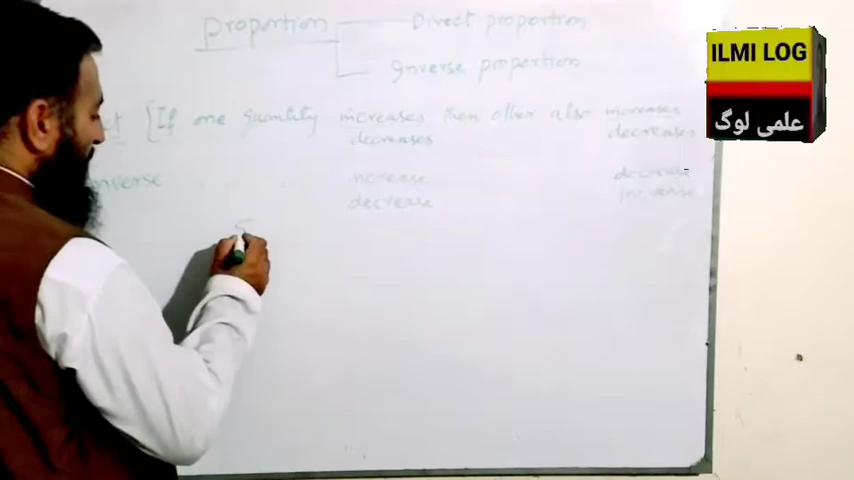 Proportion Direct proportion
Inverse proportion
[If one quantity increases then other also increases
decreases decreases
Inverse increase decrease
decrease increase
5
ILMI LOG
علمی لوگ